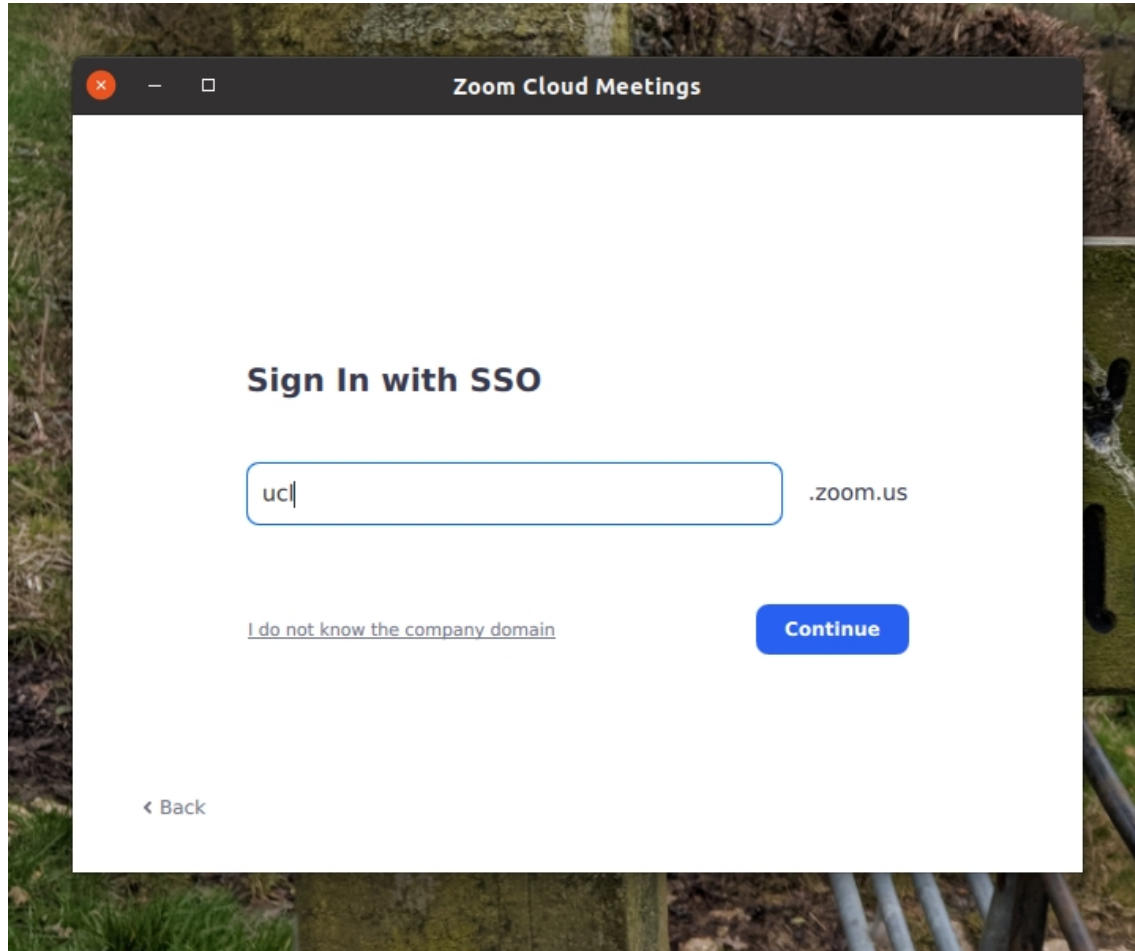 Zoom Cloud Meetings
Sign In with SSO
ucl
.zoom.us
I do not know the company domain
Continue
Back